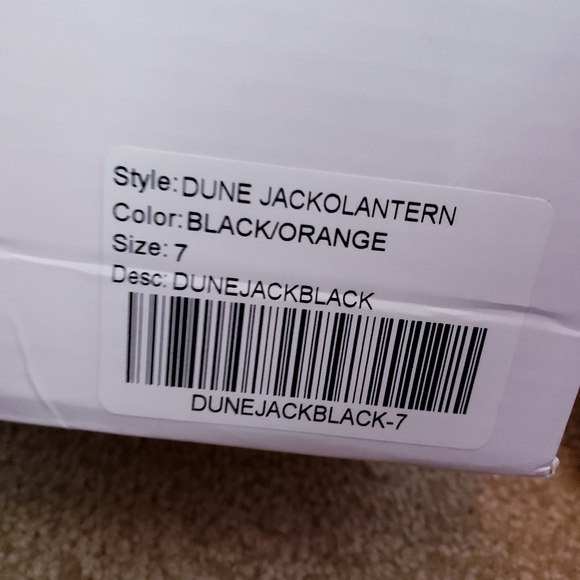 Style: DUNE JACKOLANTERN
Color: BLACK/ORANGE
Size: 7
Desc: DUNEJACKBLACK
DUNEJACKBLACK-7